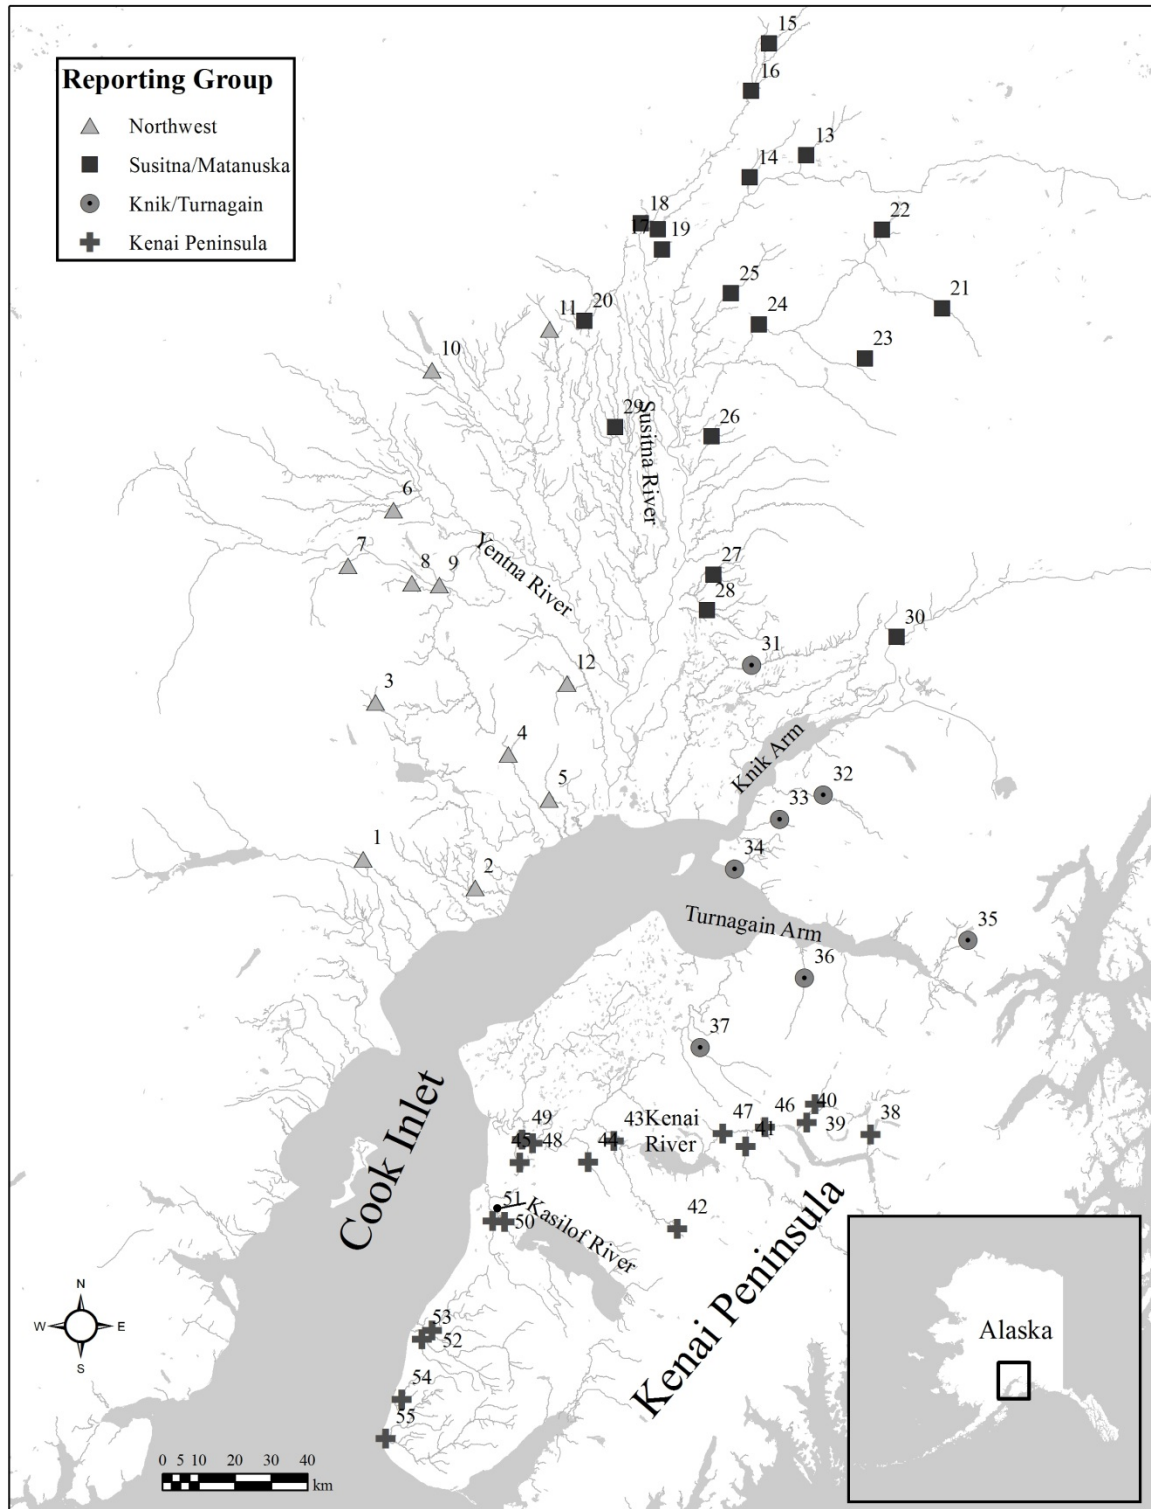 Reporting Group
Northwest
Susitna/Matanuska
Knik/Turnagain
Kenai Peninsula
15
16
13
14
18
17
19
22
25
21
20
11
24
10
23
29
Susitna River
26
6
Yentna River
7
8
9
27
28
30
31
12
3
4
Knik Arm
5
32
33
1
34
2
Turnagain Arm
35
36
37
40
46
39
38
49
43
Kenai
River
47
41
45
48
44
51
50
Kasilof River
42
Cook Inlet
Kenai Peninsula
53
52
54
55
N
W
E
S
0 5 10 20 30 40
km
Alaska